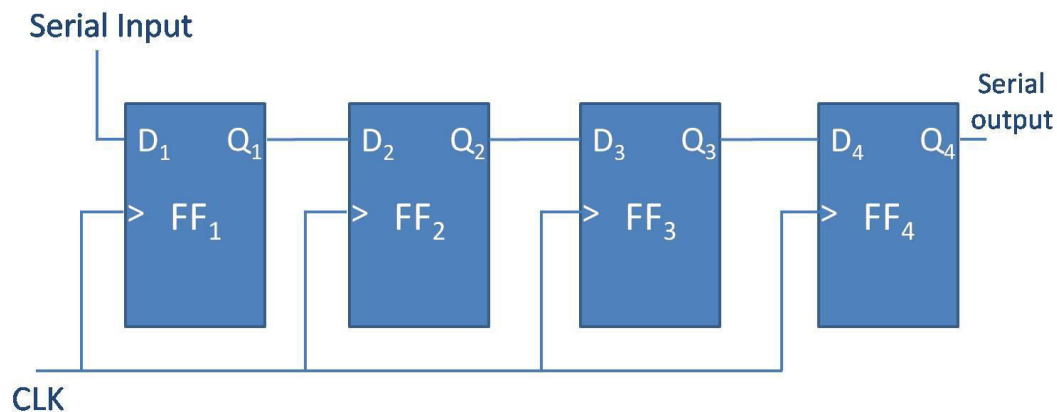 Serial Input
Serial
output
D₁ Q₁ D₂ Q₂ D₃ Q₃ D₄ Q₄
> FF₁ > FF₂ > FF₃ > FF₄
CLK